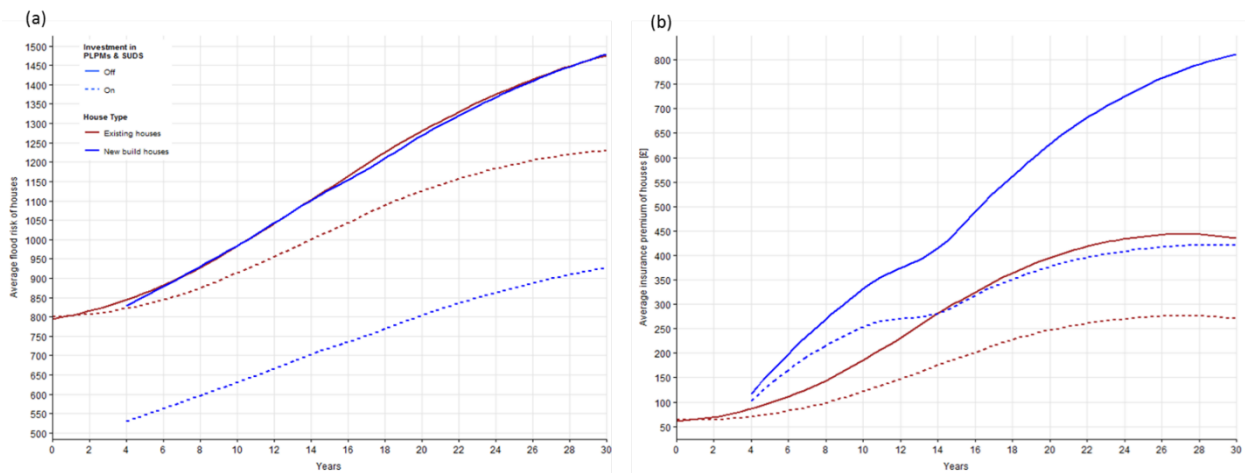 (a)
Investment in
PLPMs & SUDS
Off
On
House Type
Existing houses
New build houses
Average flood risk of houses
1500
1450
1400
1350
1300
1250
1200
1150
1100
1050
1000
950
900
850
800
750
700
650
600
550
500
0 2 4 6 8 10 12 14 16 18 20 22 24 26 28 30
Years
(b)
Average insurance premium of houses [£]
800
750
700
650
600
550
500
450
400
350
300
250
200
150
100
50
0 2 4 6 8 10 12 14 16 18 20 22 24 26 28 30
Years